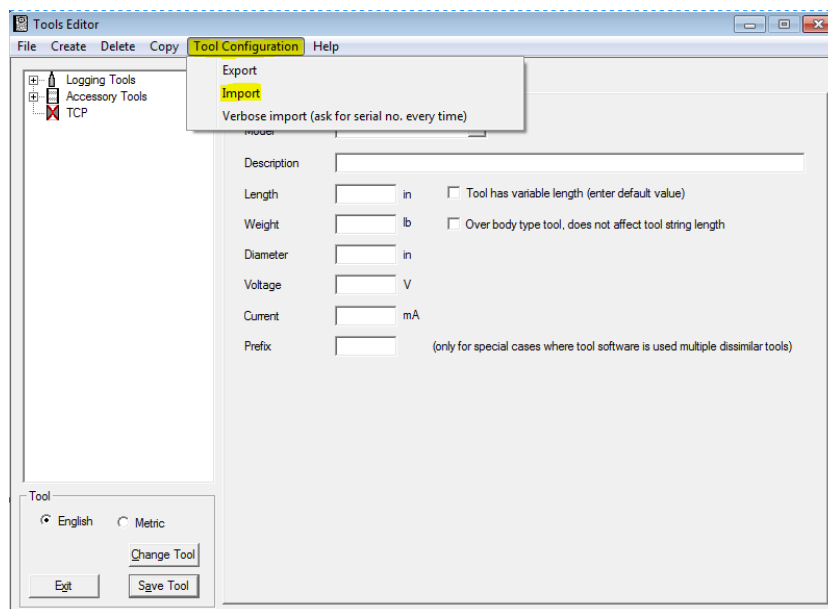 Tools Editor
File Create Delete Copy Tool Configuration Help
Export
Import
Verbose import (ask for serial no. every time)
Logging Tools
Accessory Tools
TCP
Model
Description
Length in Tool has variable length (enter default value)
Weight lb Over body type tool, does not affect tool string length
Diameter in
Voltage V
Current mA
Prefix (only for special cases where tool software is used multiple dissimilar tools)
Tool
English Metric
Change Tool
Exit Save Tool